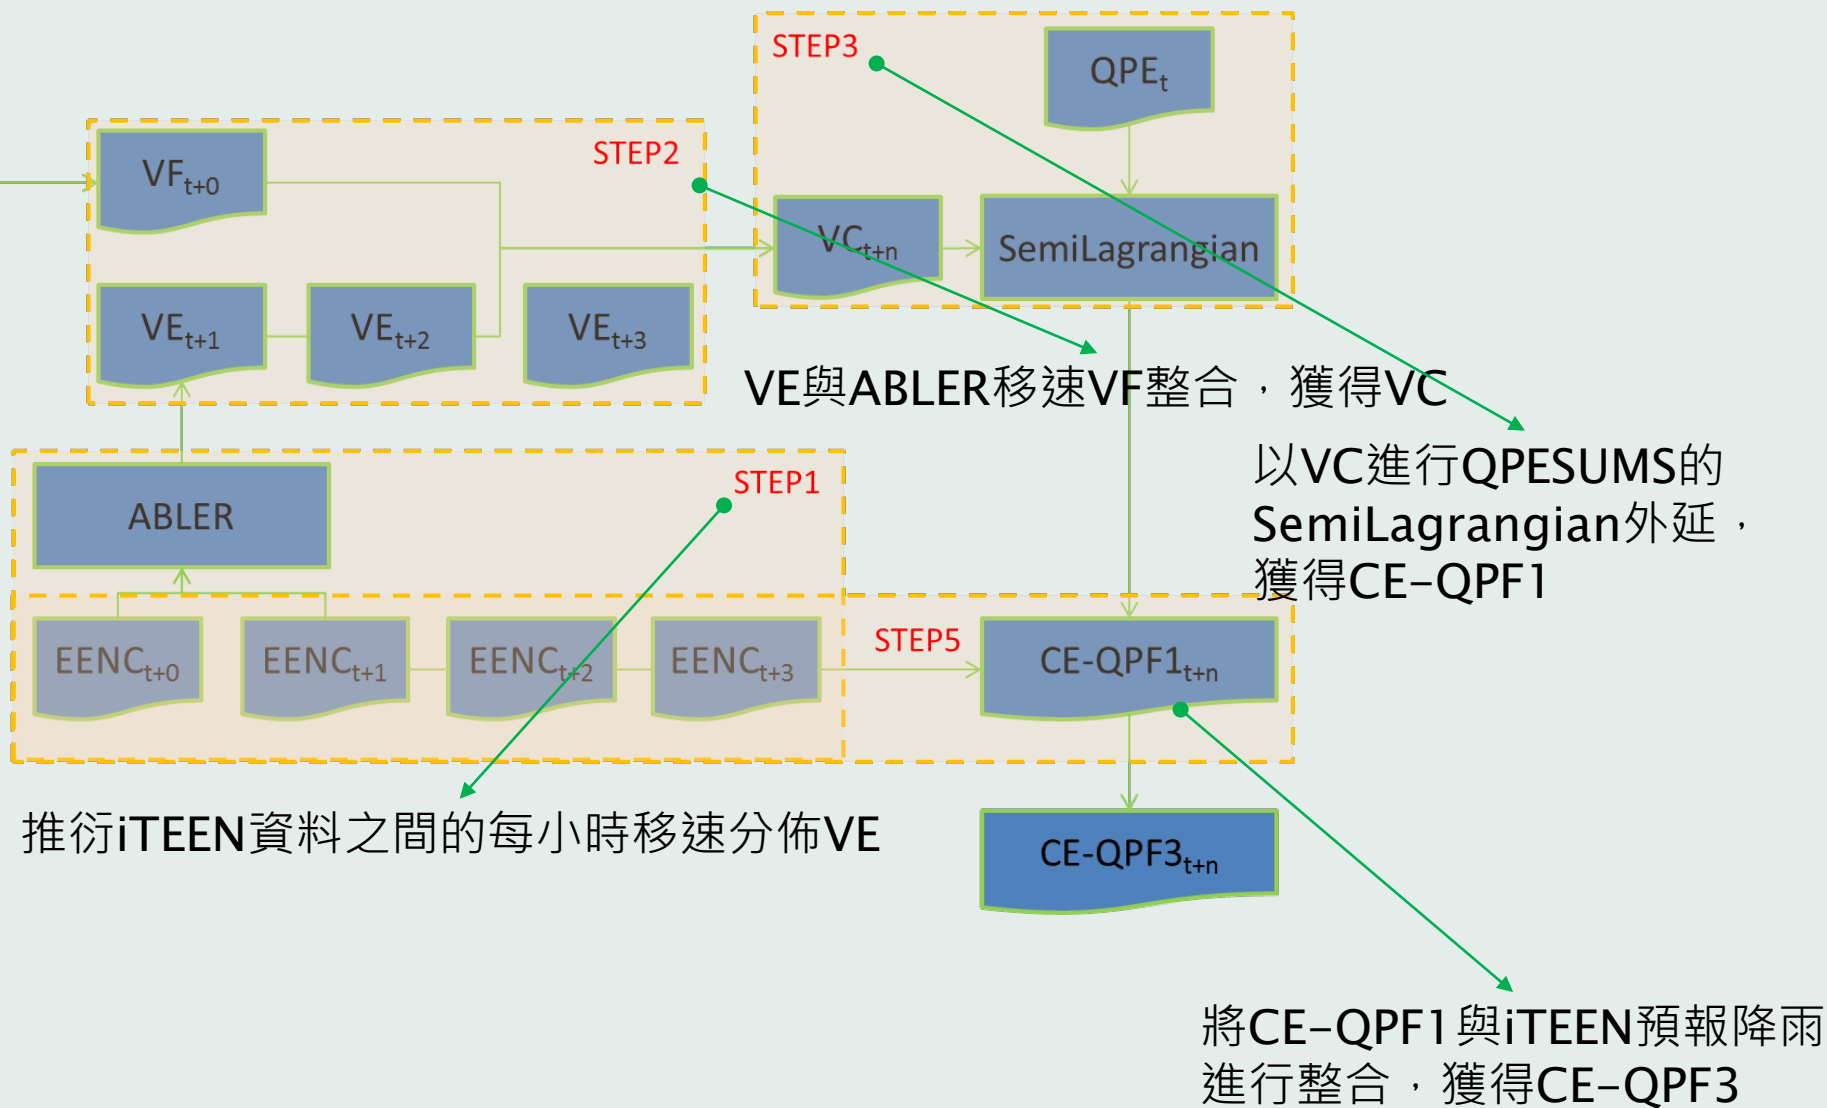 STEP3
QPEt
STEP2
VFt+0
VCt+n
SemiLagrangian
VEt+1
VEt+2
VEt+3
VE與ABLER移速VF整合，獲得VC
以VC進行QPESUMS的
SemiLagrangian外延，
獲得CE-QPF1
STEP1
ABLER
EENCt+0
EENCt+1
EENCt+2
EENCt+3
STEP5
CE-QPF1t+n
推衍iTEEN資料之間的每小時移速分佈VE
CE-QPF3t+n
將CE-QPF1與iTEEN預報降雨
進行整合，獲得CE-QPF3